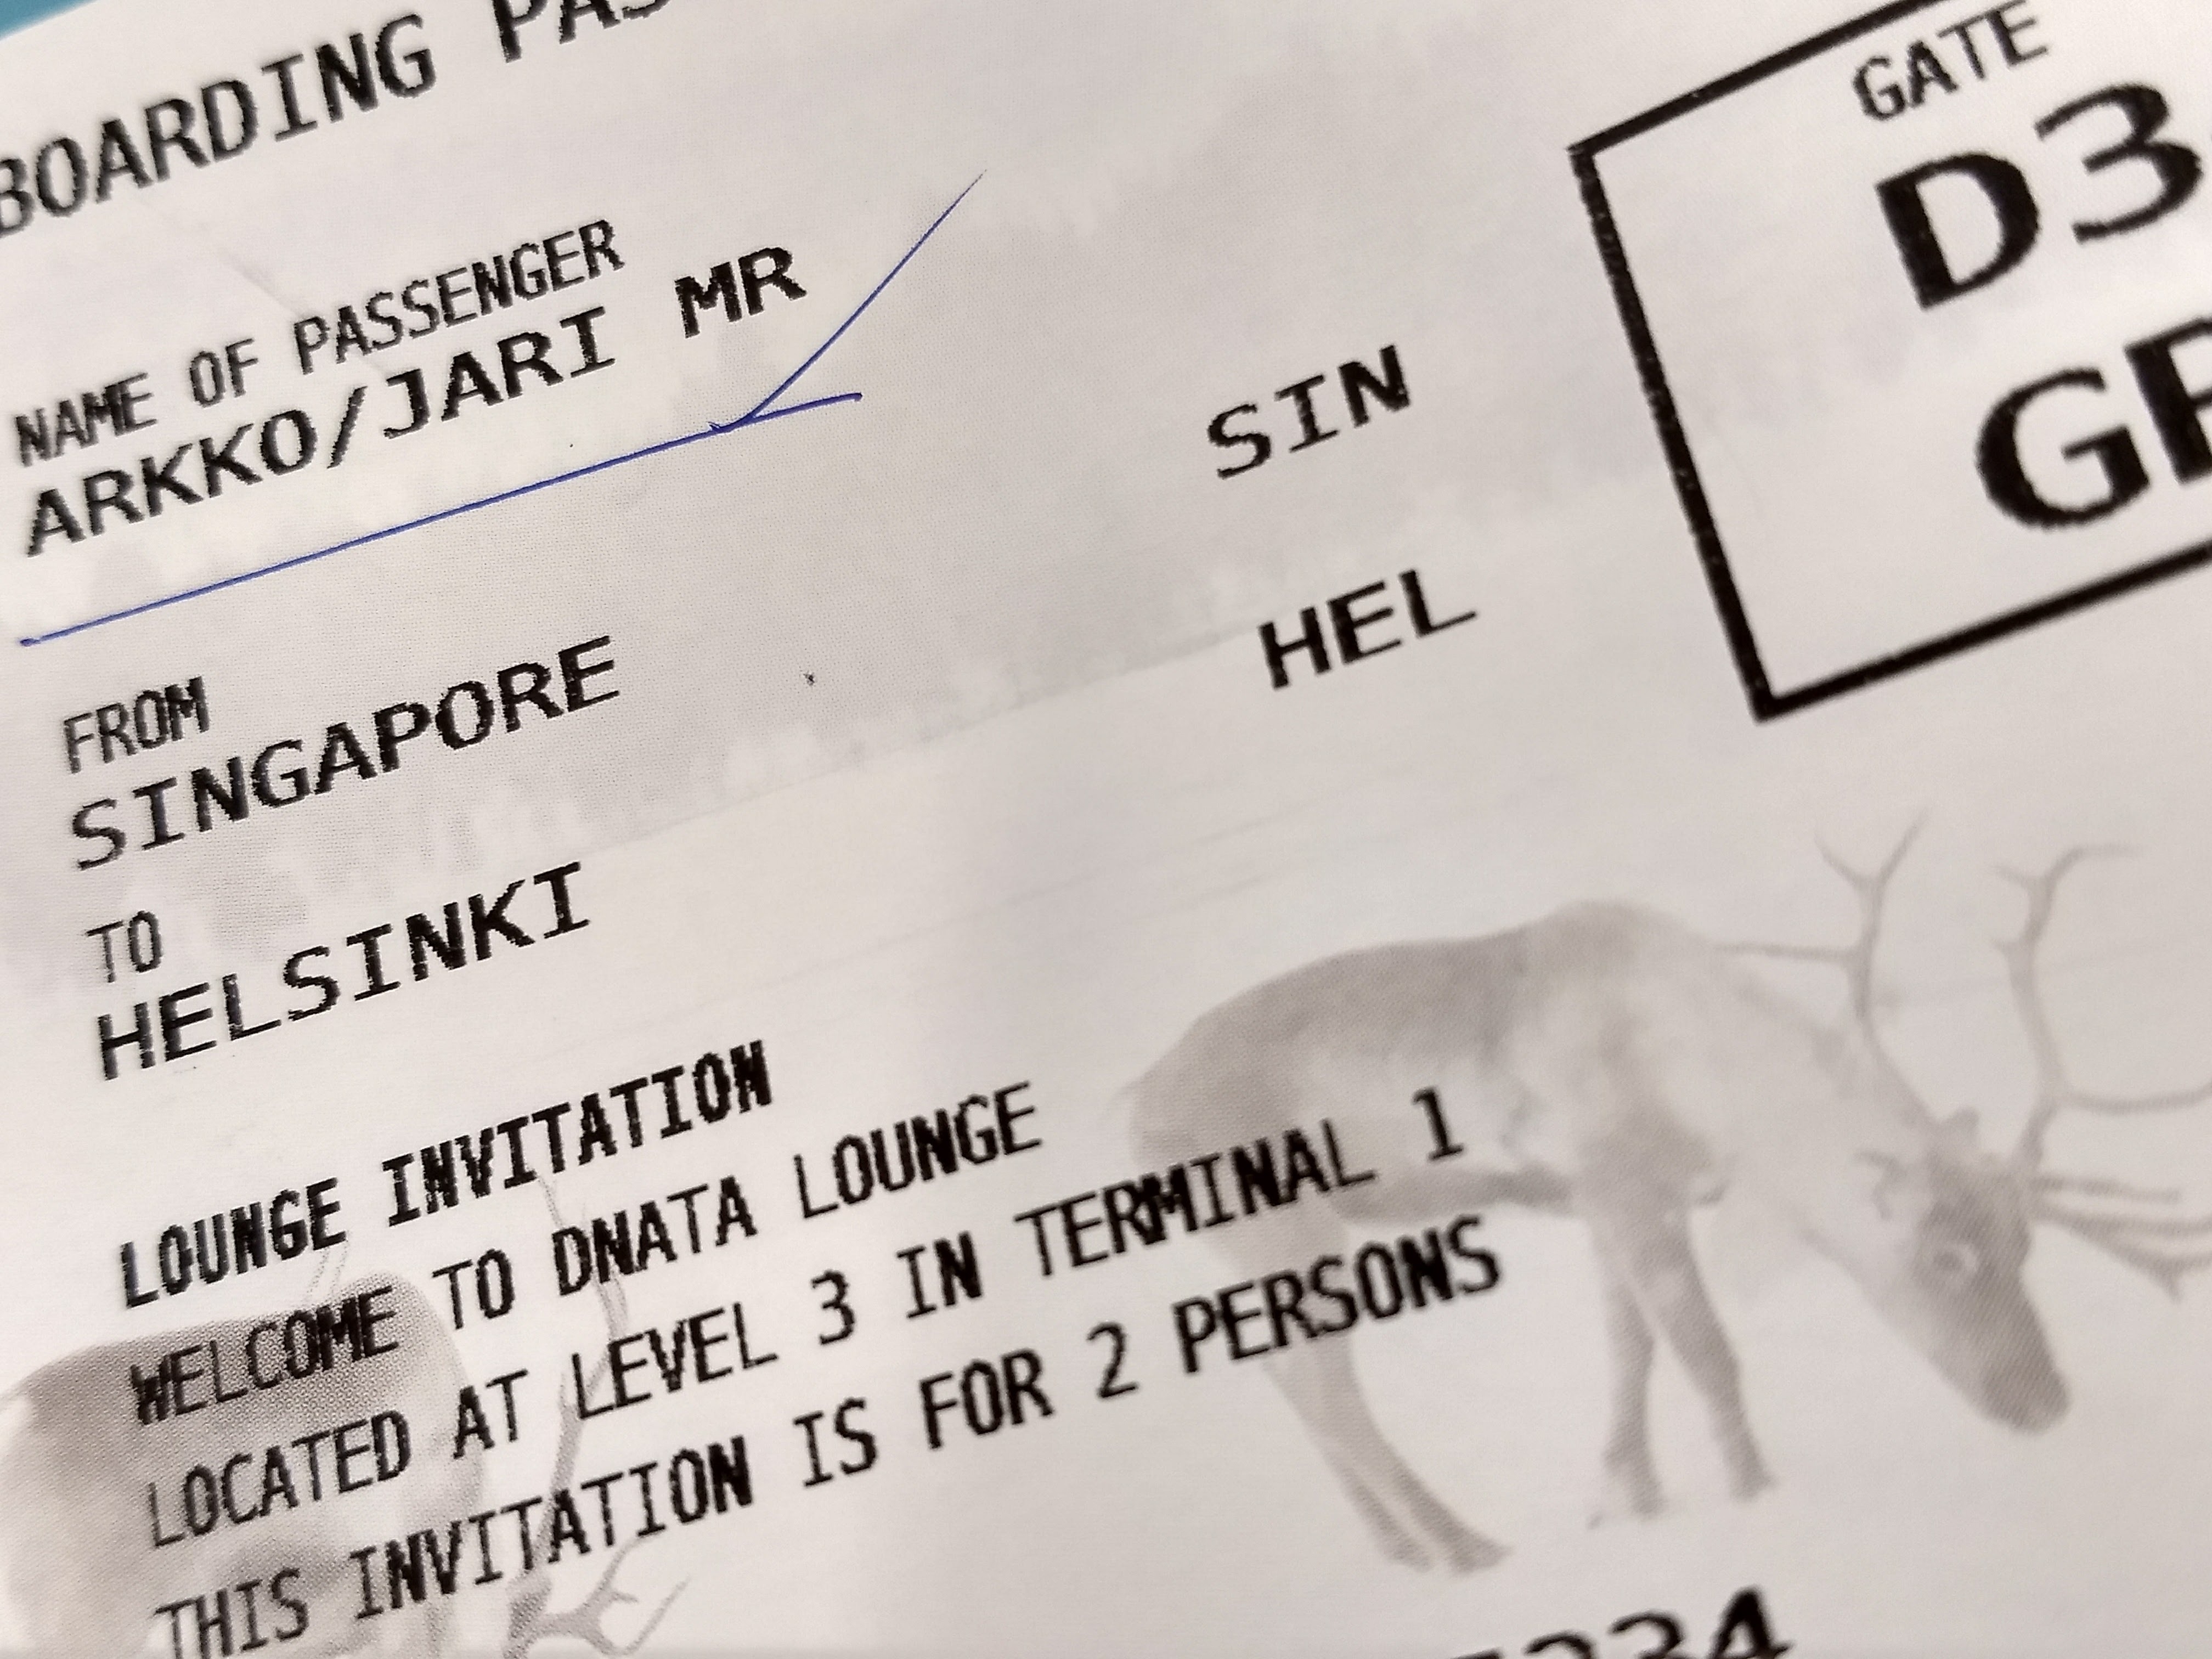 BOARDING
GATE
D3
NAME OF PASSENGER
ARKKO/JARI MR
FROM
SINGAPORE SIN
TO
HELSINKI HEL
LOUNGE INVITATION
WELCOME TO DNATA LOUNGE
LOCATED AT LEVEL 3 IN TERMINAL 1
THIS INVITATION IS FOR 2 PERSONS